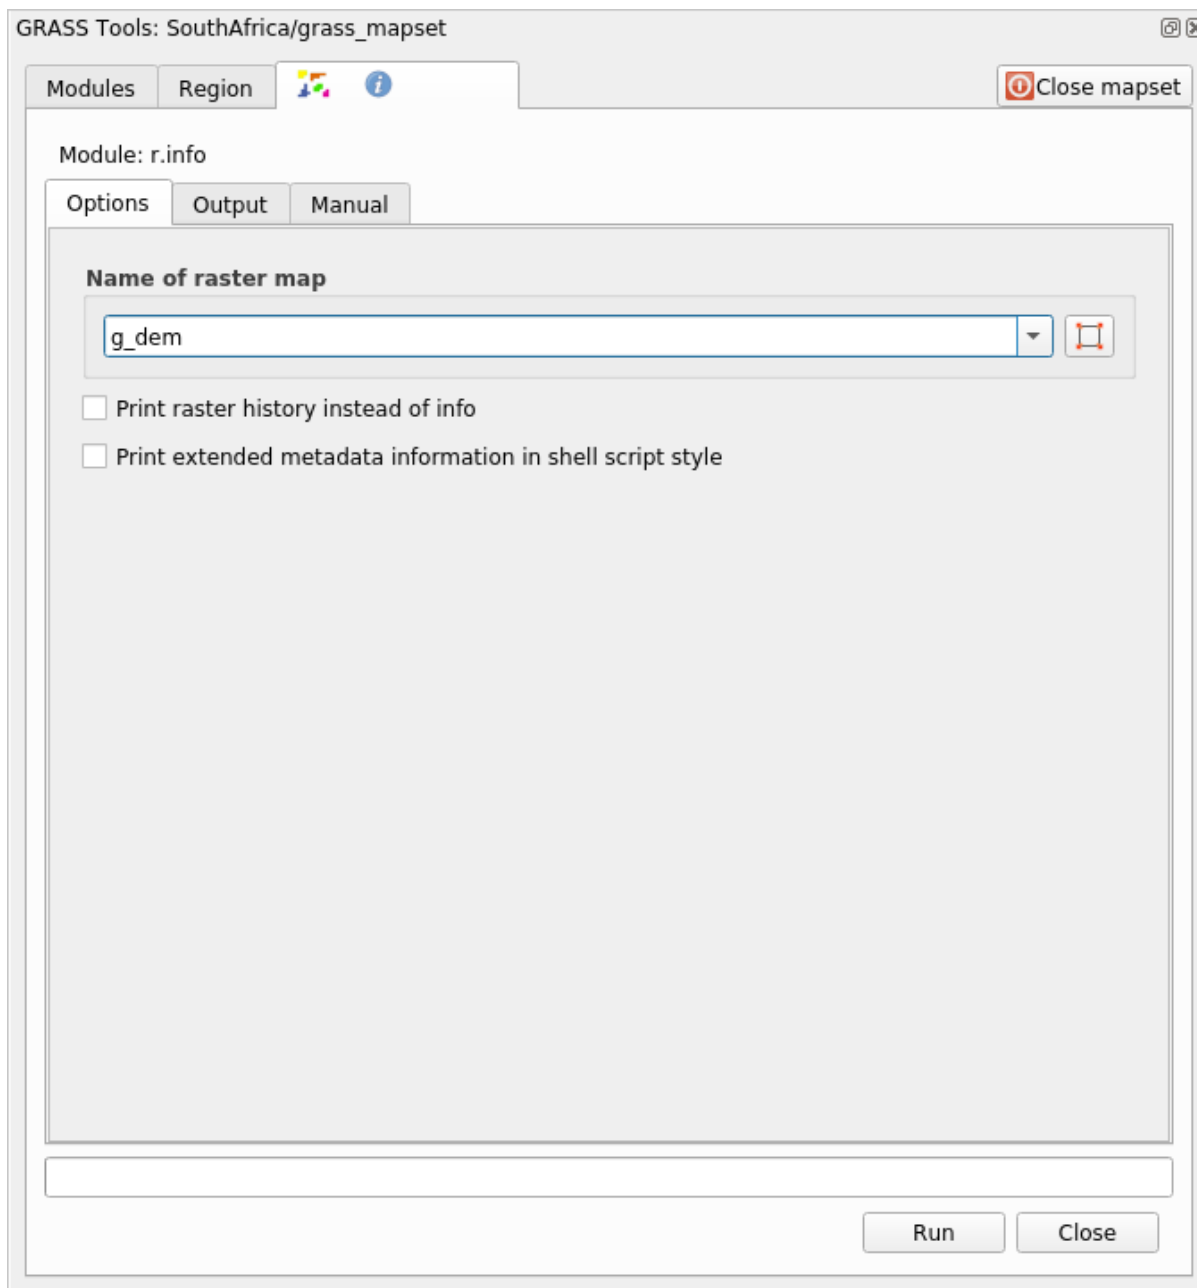 GRASS Tools: SouthAfrica/grass_mapset
Modules Region Close mapset
Module: r.info
Options Output Manual
Name of raster map
g_dem
Print raster history instead of info
Print extended metadata information in shell script style
Run Close